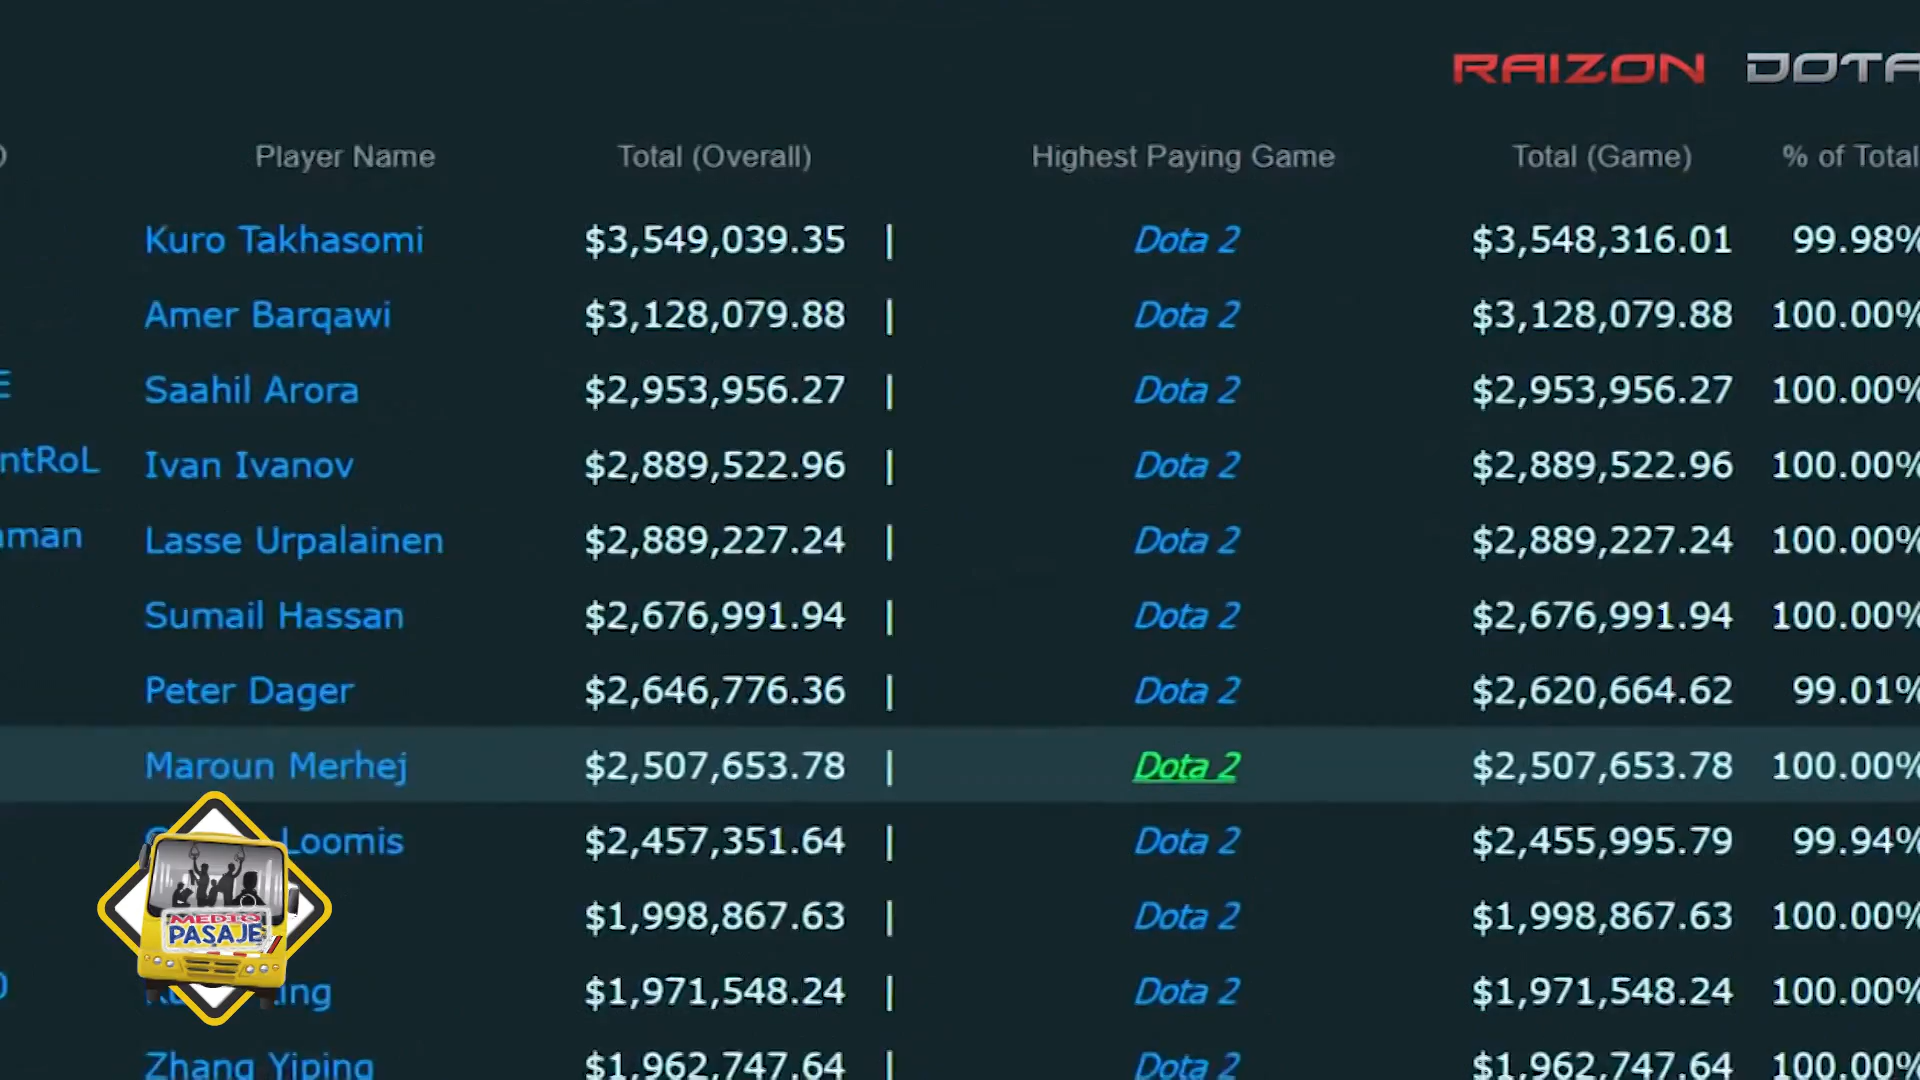 RAIZON DOTA
Player Name Total (Overall) Highest Paying Game Total (Game) % of Total
Kuro Takhasomi $3,549,039.35 | Dota 2 $3,548,316.01 99.98%
Amer Barqawi $3,128,079.88 | Dota 2 $3,128,079.88 100.00%
E Saahil Arora $2,953,956.27 | Dota 2 $2,953,956.27 100.00%
ntRoL Ivan Ivanov $2,889,522.96 | Dota 2 $2,889,522.96 100.00%
man Lasse Urpalainen $2,889,227.24 | Dota 2 $2,889,227.24 100.00%
Sumail Hassan $2,676,991.94 | Dota 2 $2,676,991.94 100.00%
Peter Dager $2,646,776.36 | Dota 2 $2,620,664.62 99.01%
Maroun Merhej $2,507,653.78 | Dota 2 $2,507,653.78 100.00%
Loomis $2,457,351.64 | Dota 2 $2,455,995.79 99.94%
$1,998,867.63 | Dota 2 $1,998,867.63 100.00%
$1,971,548.24 | Dota 2 $1,971,548.24 100.00%
Zhang Yiping $1,962,747.64 | Dota 2 $1,962,747.64 100.00%
MEDIO
PASAJE